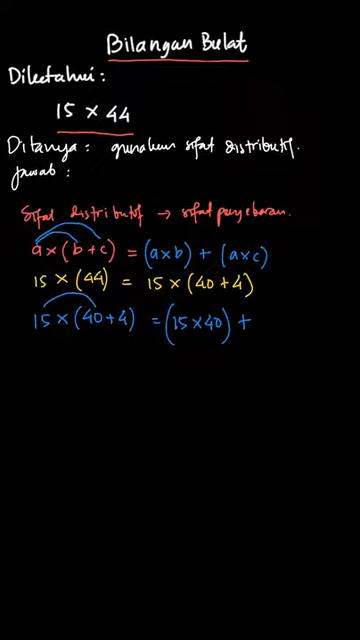 Bilangan Bulat
Diketahui :
15 × 44
Ditanya : gunakan sifat distributif.
Jawab :
Sifat distributif → sifat penyebaran.
a × (b + c) = (a × b) + (a × c)
15 × (44) = 15 × (40 + 4)
15 × (40 + 4) = (15 × 40) +